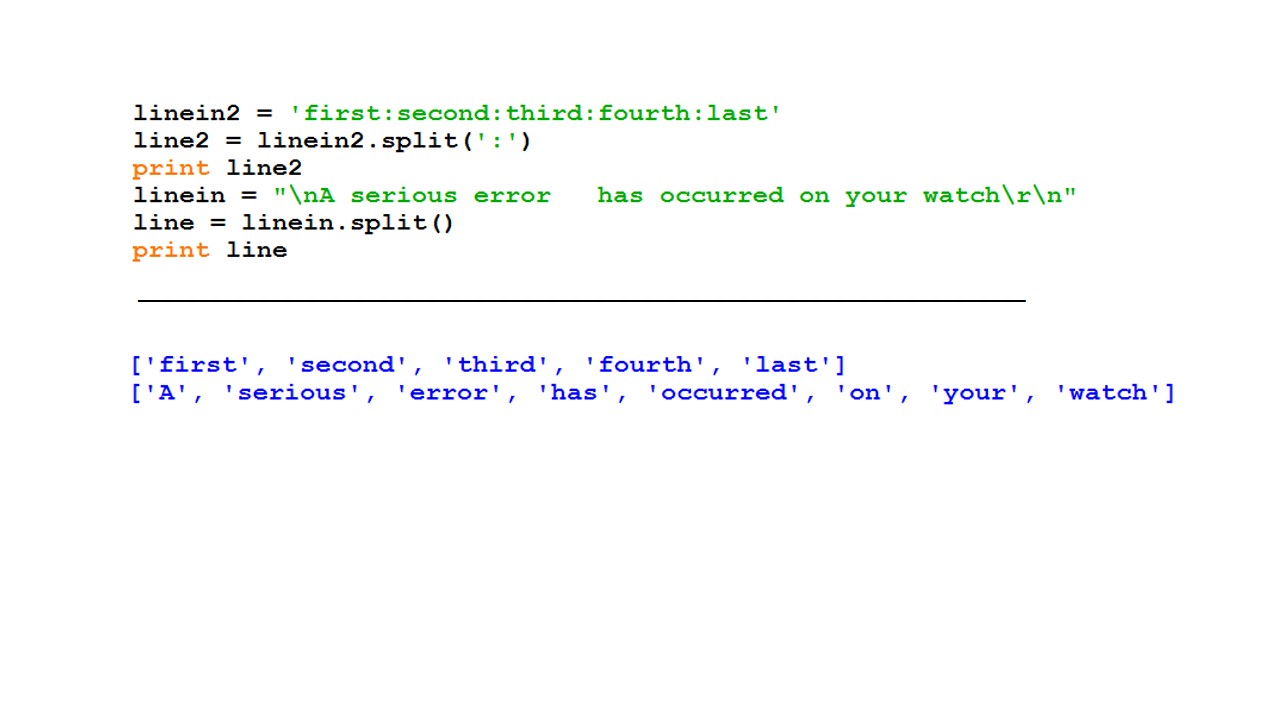 linein2 = 'first:second:third:fourth:last'
line2 = linein2.split(':')
print line2
linein = "\nA serious error   has occurred on your watch\r\n"
line = linein.split()
print line
['first', 'second', 'third', 'fourth', 'last']
['A', 'serious', 'error', 'has', 'occurred', 'on', 'your', 'watch']